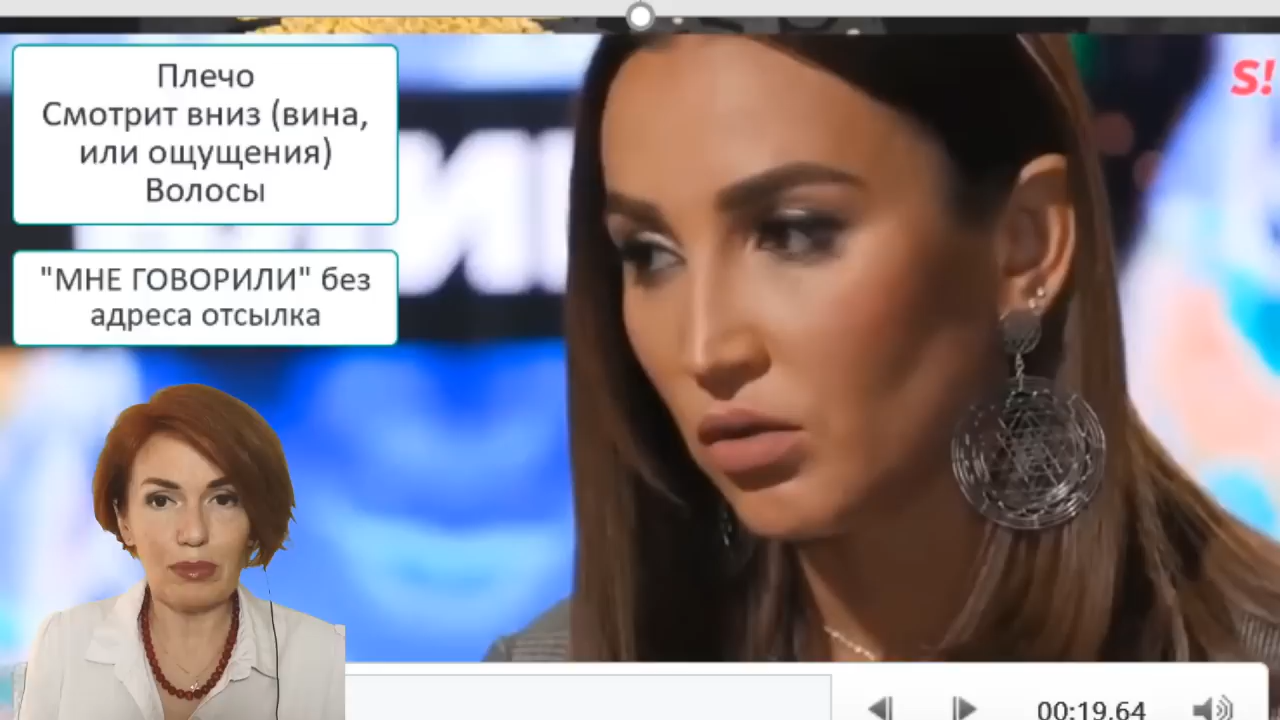 Плечо
Смотрит вниз (вина,
или ощущения)
Волосы
"МНЕ ГОВОРИЛИ" без
адреса отсылка
S!
00:19.64